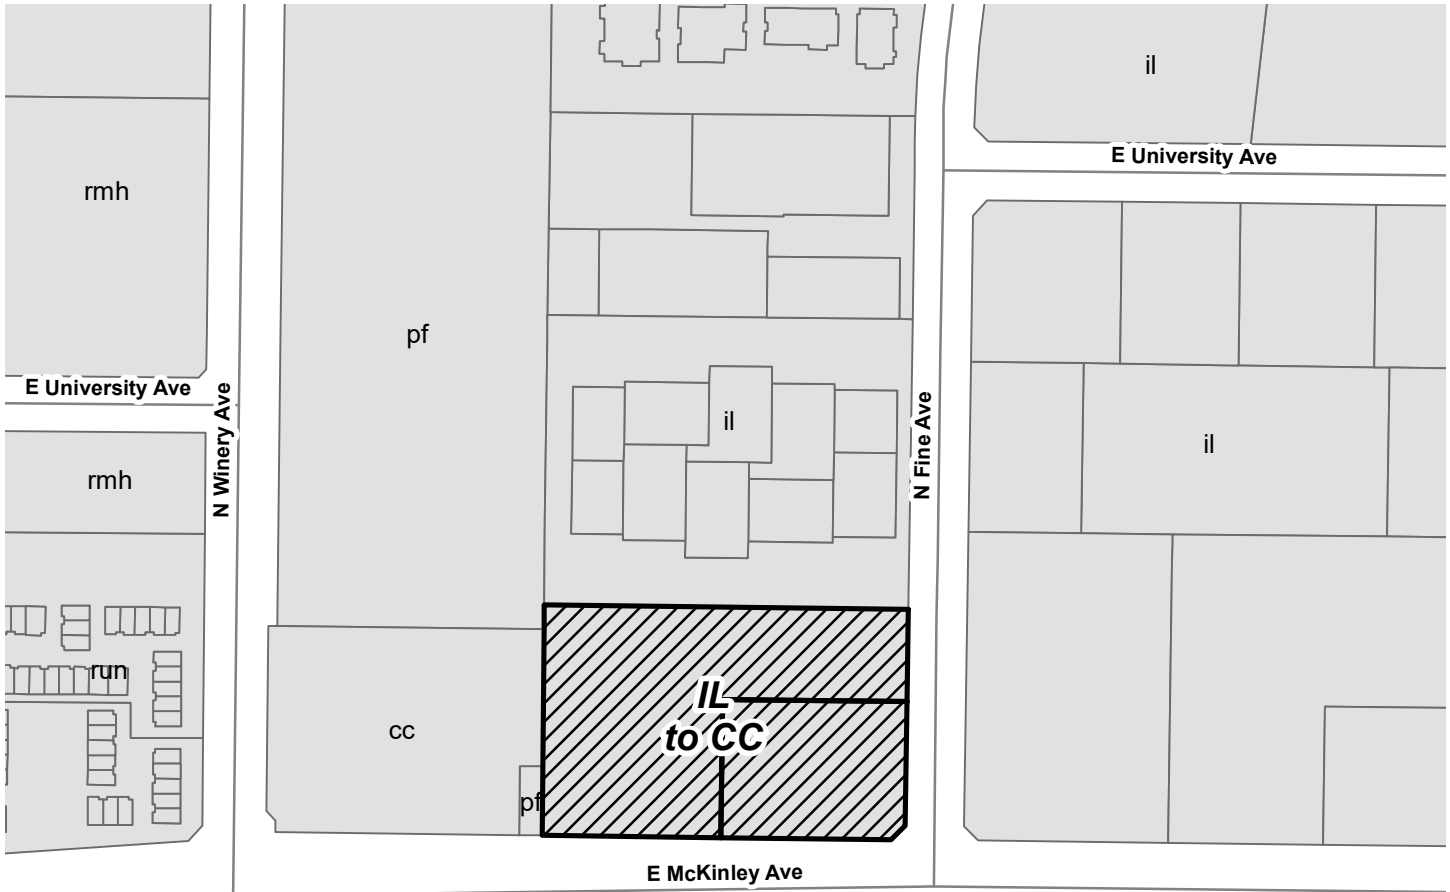 il
E University Ave
rmh
pf
E University Ave
N Winery Ave
N Fine Ave
il
il
rmh
run
IL
to CC
cc
pf
E McKinley Ave